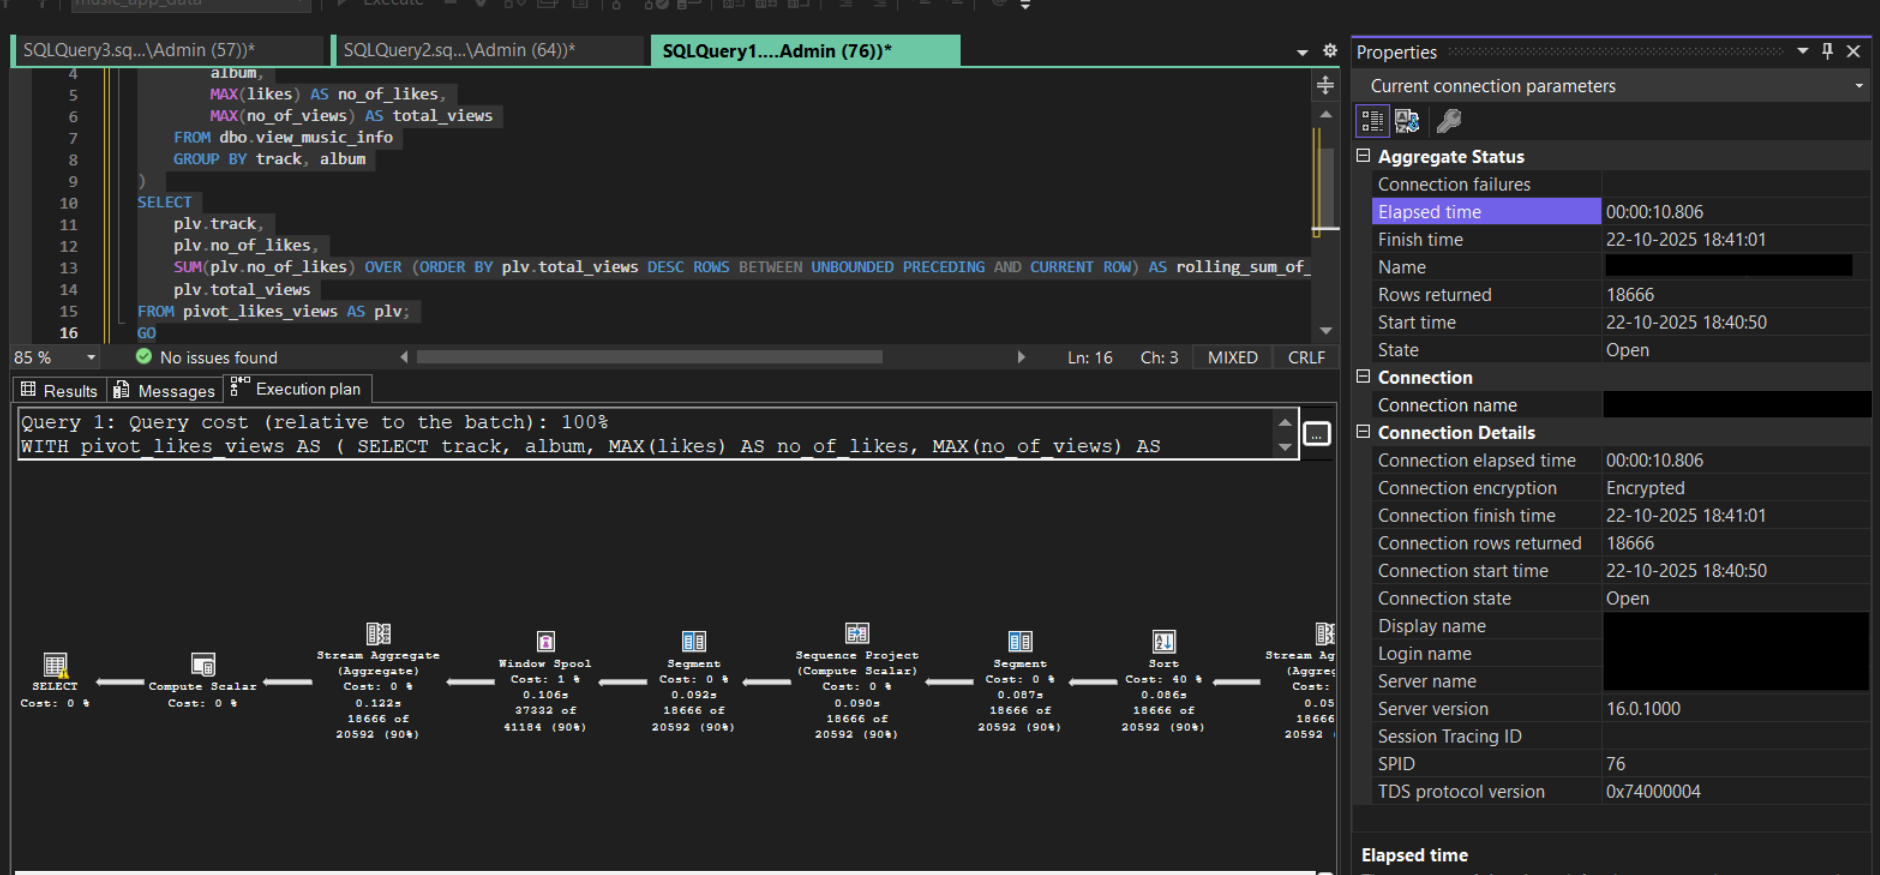 music_app_data
Execute
SQLQuery3.sq...\Admin (57))*
SQLQuery2.sq...\Admin (64))*
SQLQuery1....Admin (76))*
4 album,
5 MAX(likes) AS no_of_likes,
6 MAX(no_of_views) AS total_views
7 FROM dbo.view_music_info
8 GROUP BY track, album
9 )
10 SELECT
11 plv.track,
12 plv.no_of_likes,
13 SUM(plv.no_of_likes) OVER (ORDER BY plv.total_views DESC ROWS BETWEEN UNBOUNDED PRECEDING AND CURRENT ROW) AS rolling_sum_of_
14 plv.total_views
15 FROM pivot_likes_views AS plv;
16 GO
85 %
No issues found
Ln: 16 Ch: 3 MIXED CRLF
Results
Messages
Execution plan
Query 1: Query cost (relative to the batch): 100%
WITH pivot_likes_views AS ( SELECT track, album, MAX(likes) AS no_of_likes, MAX(no_of_views) AS
...
SELECT
Cost: 0 %
Compute Scalar
Cost: 0 %
Stream Aggregate
(Aggregate)
Cost: 0 %
0.122s
18666 of
20592 (90%)
Window Spool
Cost: 1 %
0.106s
37332 of
41184 (90%)
Segment
Cost: 0 %
0.092s
18666 of
20592 (90%)
Sequence Project
(Compute Scalar)
Cost: 0 %
0.090s
18666 of
20592 (90%)
Segment
Cost: 0 %
0.087s
18666 of
20592 (90%)
Sort
Cost: 40 %
0.086s
18666 of
20592 (90%)
Stream Ag
(Aggreg
Cost:
0.05
18666
20592
Properties
Current connection parameters
Aggregate Status
Connection failures
Elapsed time 00:00:10.806
Finish time 22-10-2025 18:41:01
Name
Rows returned 18666
Start time 22-10-2025 18:40:50
State Open
Connection
Connection name
Connection Details
Connection elapsed time 00:00:10.806
Connection encryption Encrypted
Connection finish time 22-10-2025 18:41:01
Connection rows returned 18666
Connection start time 22-10-2025 18:40:50
Connection state Open
Display name
Login name
Server name
Server version 16.0.1000
Session Tracing ID
SPID 76
TDS protocol version 0x74000004
Elapsed time